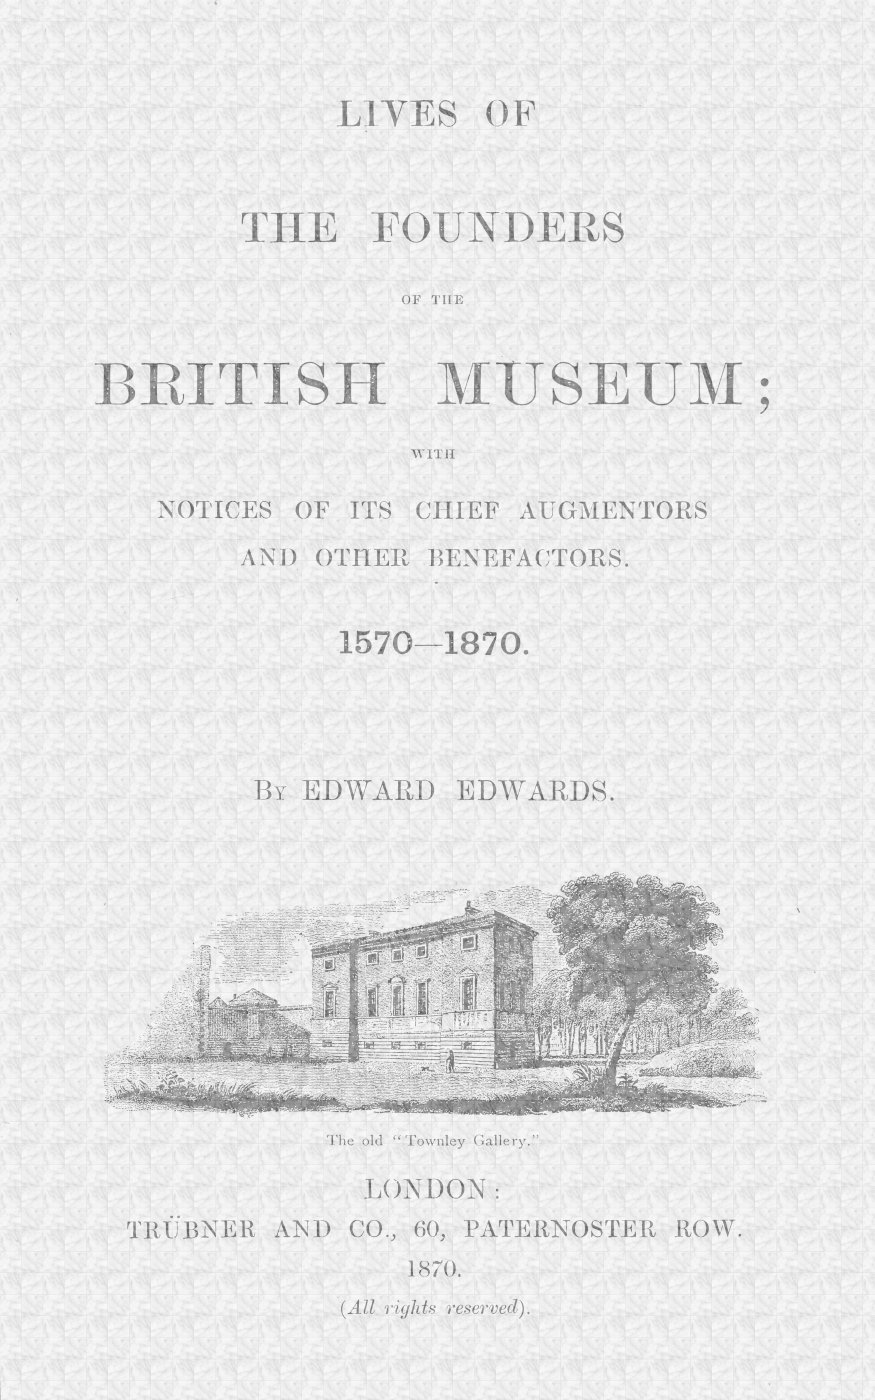 LIVES OF
THE FOUNDERS
OF THE
BRITISH MUSEUM;
WITH
NOTICES OF ITS CHIEF AUGMENTORS
AND OTHER BENEFACTORS.
1570—1870.
By EDWARD EDWARDS.
The old “Townley Gallery.”
LONDON:
TRÜBNER AND CO., 60, PATERNOSTER ROW.
1870.
(All rights reserved).